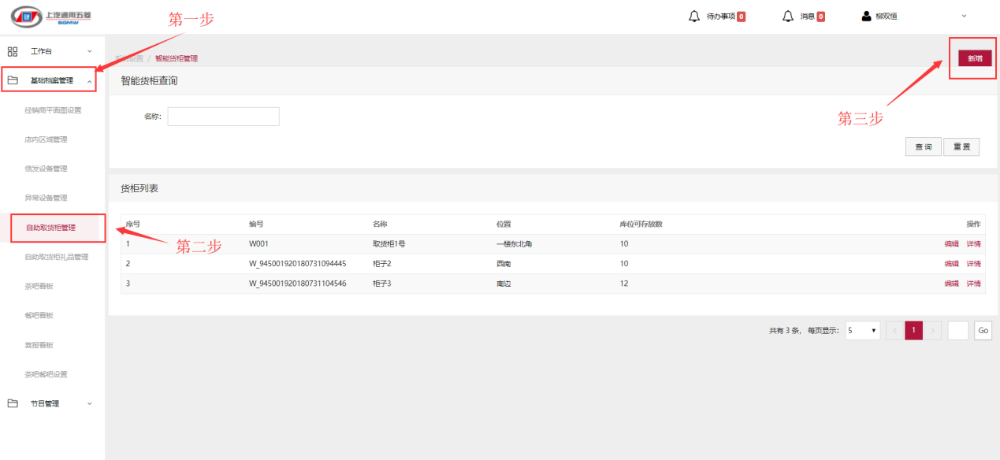 上汽通用五菱
SGMW
第一步
待办事项 0
消息 0
柳双恒
工作台
系统设置 / 智能货柜管理
新增
基础档案管理
智能货柜查询
经销商平面图设置
名称:
第三步
店内区域管理
查询 重置
信发设备管理
货柜列表
异常设备管理
自助取货柜管理
序号 编号 名称 位置 库位可存放数 操作
第二步
1 W001 取货柜1号 一楼东北角 10 编辑 详情
自助取货柜礼品管理
2 W_945001920180731094445 柜子2 西南 10 编辑 详情
3 W_945001920180731104546 柜子3 南边 12 编辑 详情
茶吧看板
餐吧看板
共有 3 条, 每页显示: 5 < 1 > Go
喜报看板
茶吧餐吧设置
节目管理